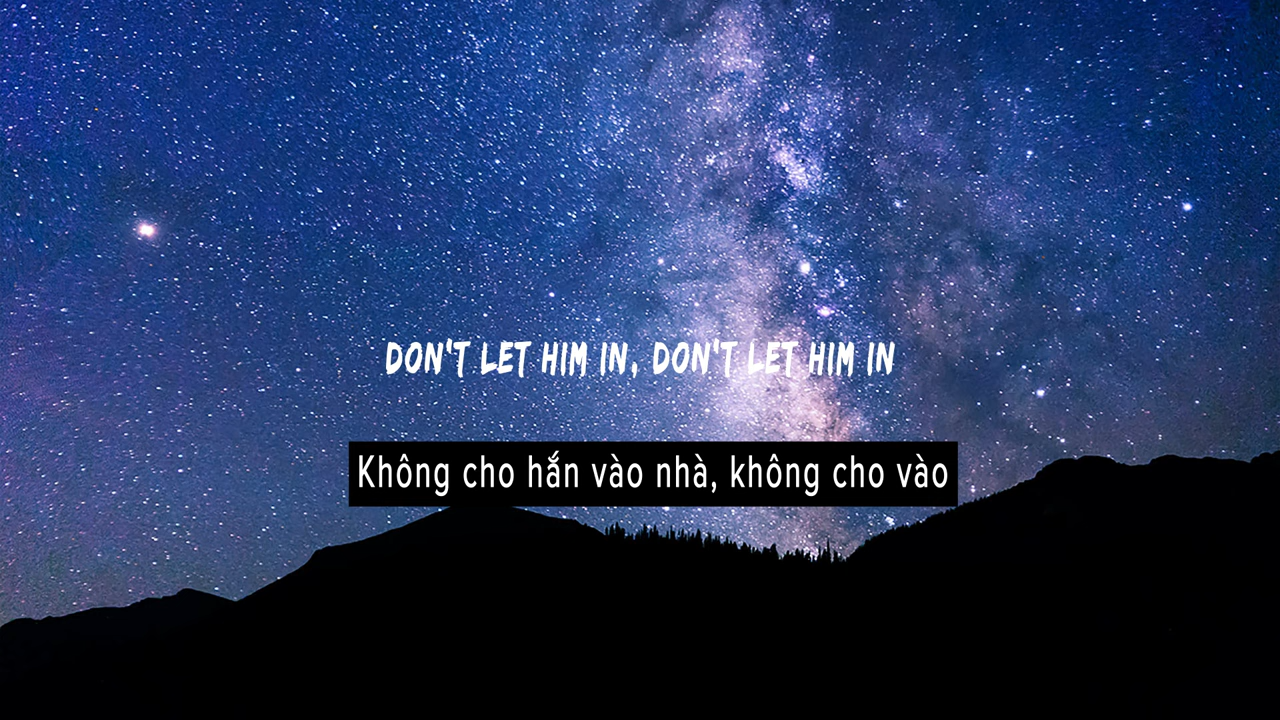 DON'T LET HIM IN, DON'T LET HIM IN
Không cho hắn vào nhà, không cho vào